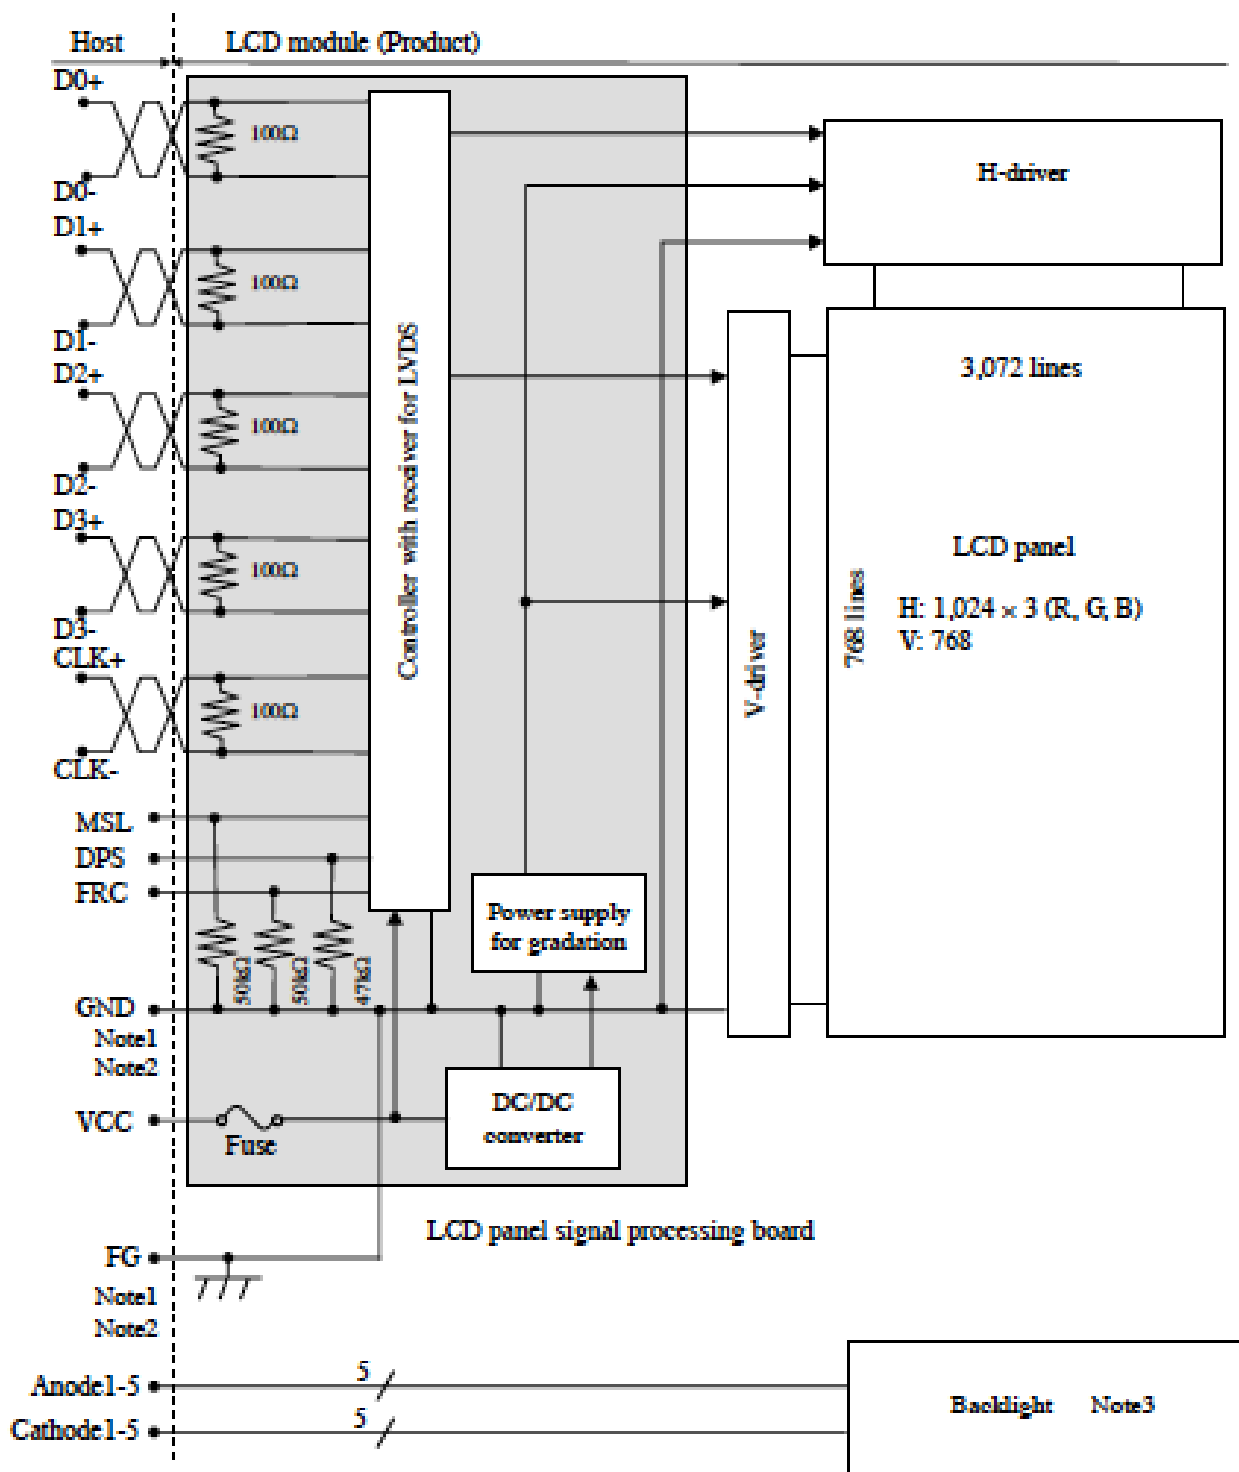 Host
LCD module (Product)
D0+
100Ω
D0-
D1+
100Ω
D1-
D2+
100Ω
D2-
D3+
100Ω
D3-
CLK+
100Ω
CLK-
MSL
DPS
FRC
50kΩ
50kΩ
47kΩ
GND
Note1
Note2
VCC
Fuse
Controller with receiver for LVDS
Power supply
for gradation
DC/DC
converter
LCD panel signal processing board
H-driver
V-driver
3,072 lines
768 lines
LCD panel
H: 1,024 × 3 (R, G, B)
V: 768
FG
Note1
Note2
Anode1-5
5
Cathode1-5
5
Backlight Note3